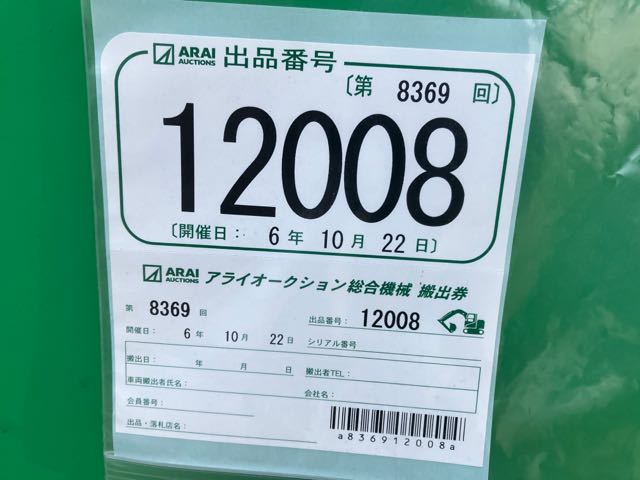 ARAI AUCTIONS 出品番号
〔第 8369 回〕
12008
〔開催日： 6 年 10 月 22 日〕
ARAI AUCTIONS アライオークション総合機械 搬出券
第 8369 回 出品番号： 12008
開催日： 6 年 10 月 22 日 シリアル番号
搬出日： 年 月 日 搬出者TEL：
車両搬出者氏名： 会社名：
会員番号：
出品・落札店名：
a836912008a